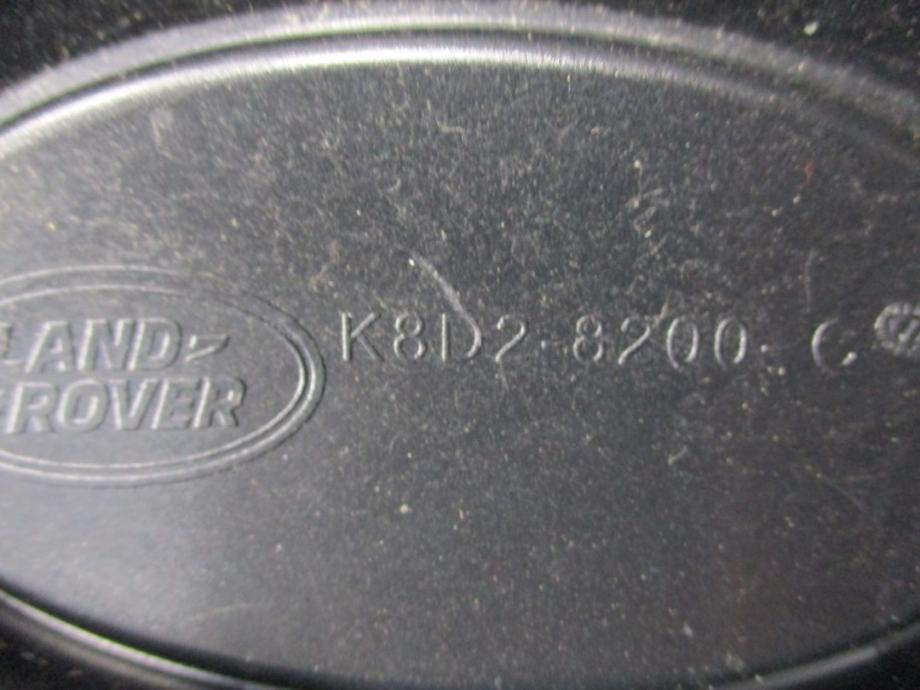 LAND-
ROVER
K8D2-8200-C